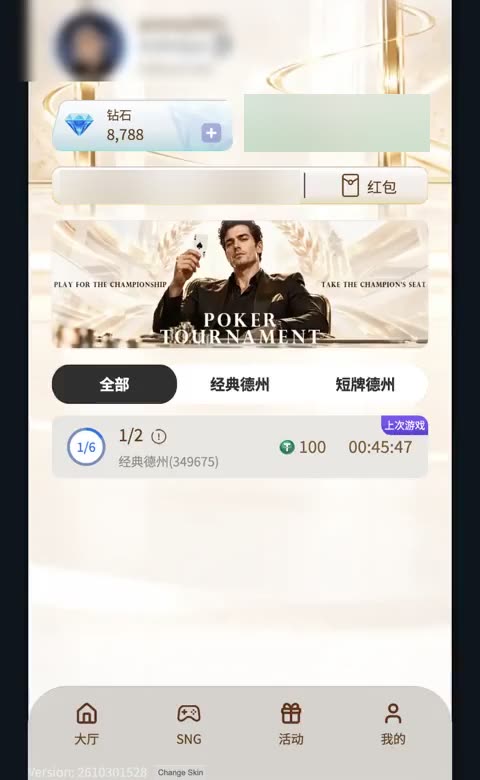 钻石
8,788
红包
PLAY FOR THE CHAMPIONSHIP
TAKE THE CHAMPION'S SEAT
POKER
TOURNAMENT
全部
经典德州
短牌德州
上次游戏
1/6
1/2
100
00:45:47
经典德州(349675)
大厅
SNG
活动
我的
Version: 2610301528
Change Skin